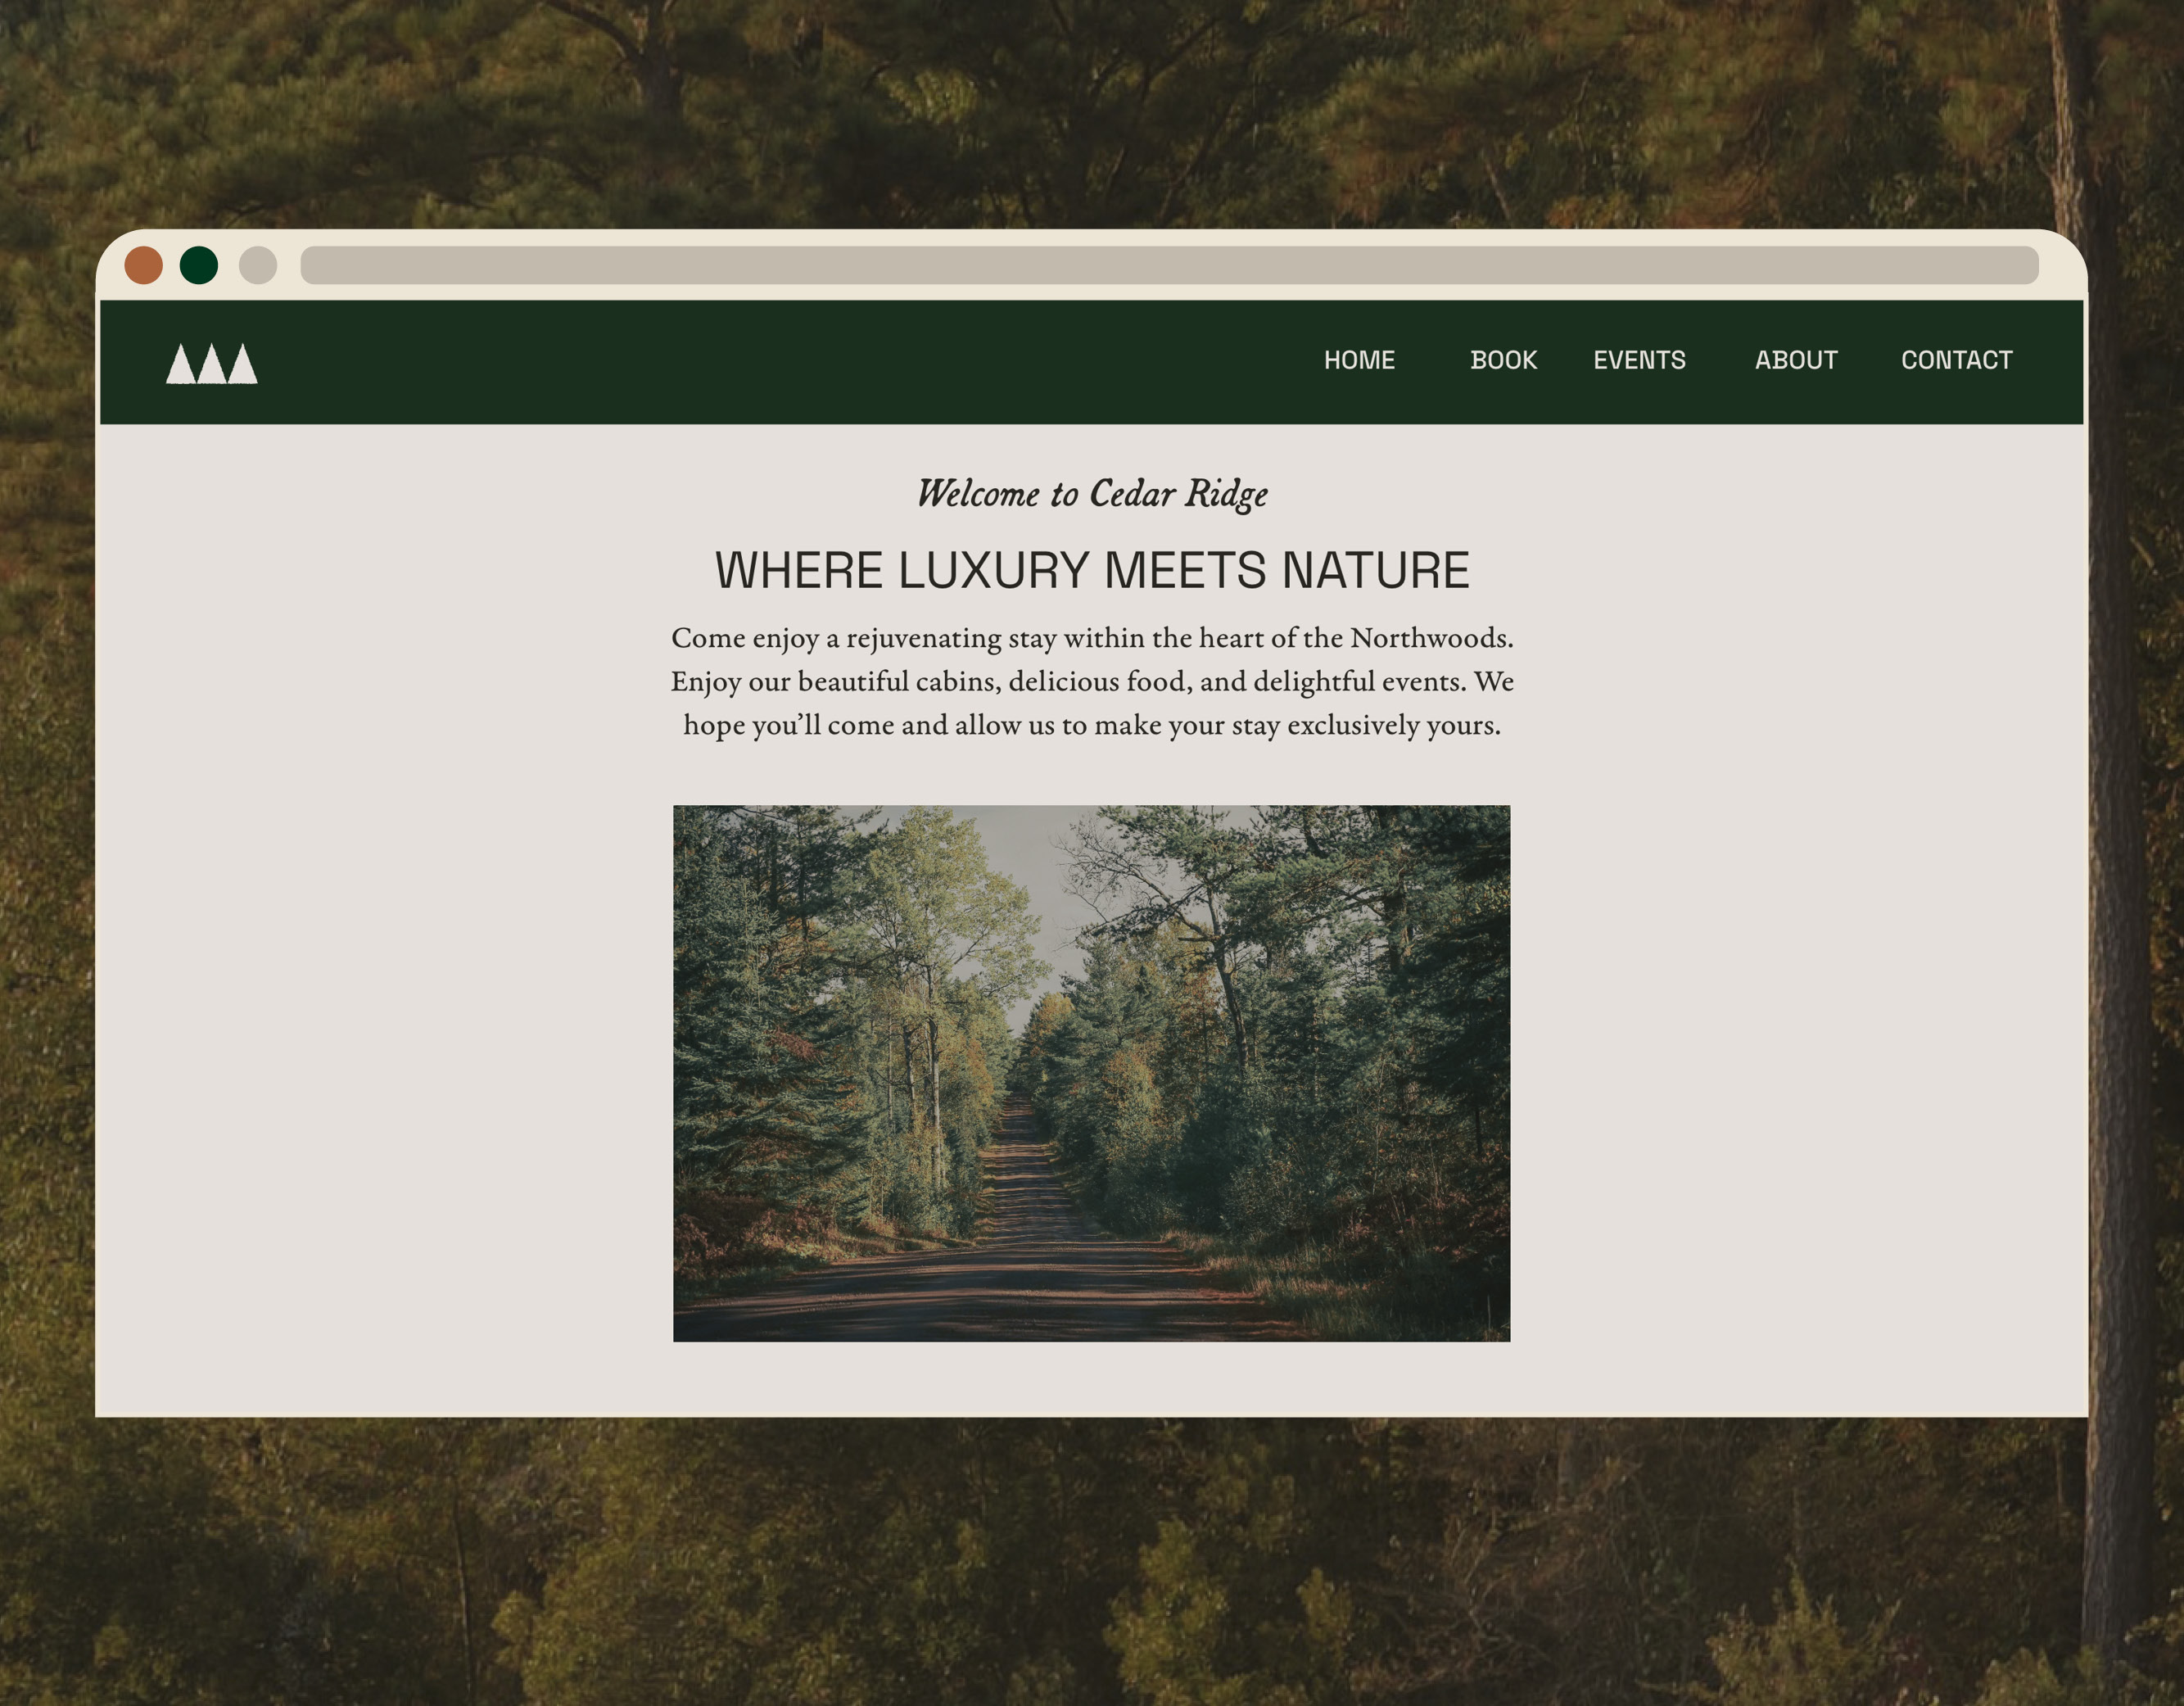 HOME BOOK EVENTS ABOUT CONTACT
Welcome to Cedar Ridge
WHERE LUXURY MEETS NATURE
Come enjoy a rejuvenating stay within the heart of the Northwoods.
Enjoy our beautiful cabins, delicious food, and delightful events. We
hope you’ll come and allow us to make your stay exclusively yours.